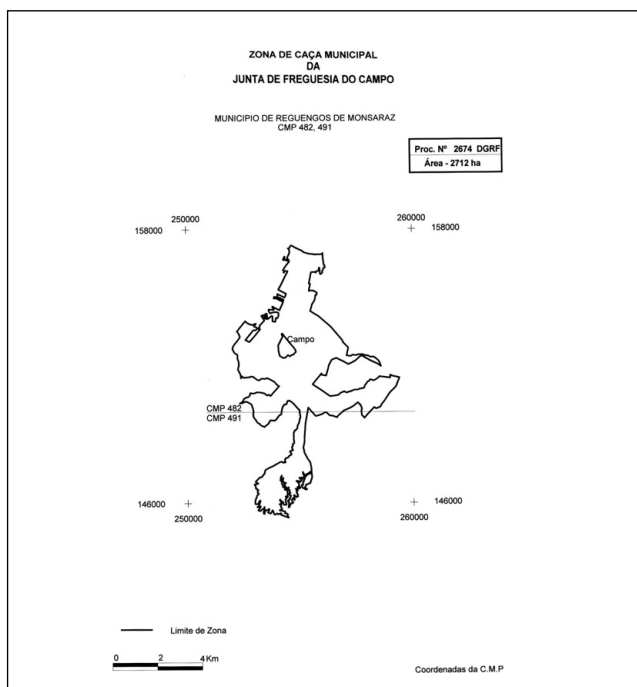 ZONA DE CAÇA MUNICIPAL
DA
JUNTA DE FREGUESIA DO CAMPO
MUNICIPIO DE REGUENGOS DE MONSARAZ
CMP 482, 491
Proc. Nº 2674 DGRF
Área - 2712 ha
250000
260000
158000
158000
Campo
CMP 482
CMP 491
146000
146000
250000
260000
Limite de Zona
0 2 4 Km
Coordenadas da C.M.P